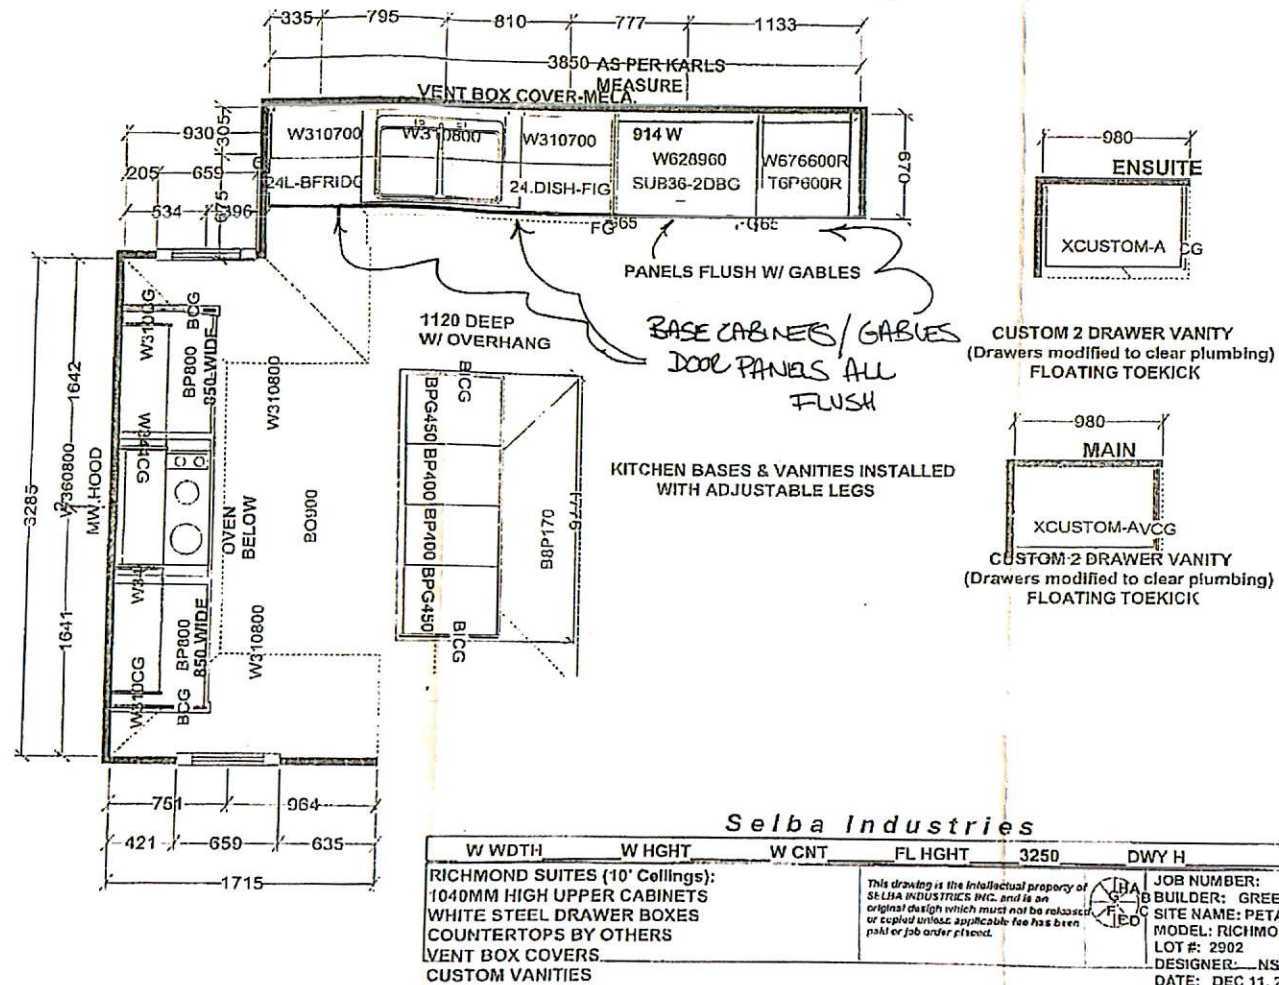 335 795 810 777 1133
3850 AS PER KARLS
MEASURE
VENT BOX COVER-MELA.
930 305
W310700 W310800 W310700 914 W
W628960 W676600R
205 659
24L-BFRIDG 24.DISH-FIG SUB36-2DBG T6P600R
670
534 396 675
FG65
PANELS FLUSH W/ GABLES
BASE CABINETS / GABLES
DOOR PANELS ALL
FLUSH
1120 DEEP
W/ OVERHANG
980
ENSUITE
XCUSTOM-A CG
CUSTOM 2 DRAWER VANITY
(Drawers modified to clear plumbing)
FLOATING TOEKICK
980
MAIN
XCUSTOM-AVCG
CUSTOM 2 DRAWER VANITY
(Drawers modified to clear plumbing)
FLOATING TOEKICK
KITCHEN BASES & VANITIES INSTALLED
WITH ADJUSTABLE LEGS
3285
1642
1641
MW.HOOD
W310CG
BCG
BP800
850 WIDE
W310800
OVEN
BELOW
BO900
W310CG
BCG
BP800
850 WIDE
W310800
BICG
BPG450 BP400 BP400 BPG450
BICG
B8P170
1776
751 964
421 659 635
1715
Selba Industries
W WDTH W HGHT W CNT FL HGHT 3250 DWY H
RICHMOND SUITES (10' Ceilings):
1040MM HIGH UPPER CABINETS
WHITE STEEL DRAWER BOXES
COUNTERTOPS BY OTHERS
VENT BOX COVERS
CUSTOM VANITIES
This drawing is the intellectual property of
SELBA INDUSTRIES INC. and is an
original design which must not be released
or copied unless applicable fee has been
paid or job order placed.
JOB NUMBER:
BUILDER: GREE
SITE NAME: PETA
MODEL: RICHMO
LOT #: 2902
DESIGNER: NS
DATE: DEC 11, 2